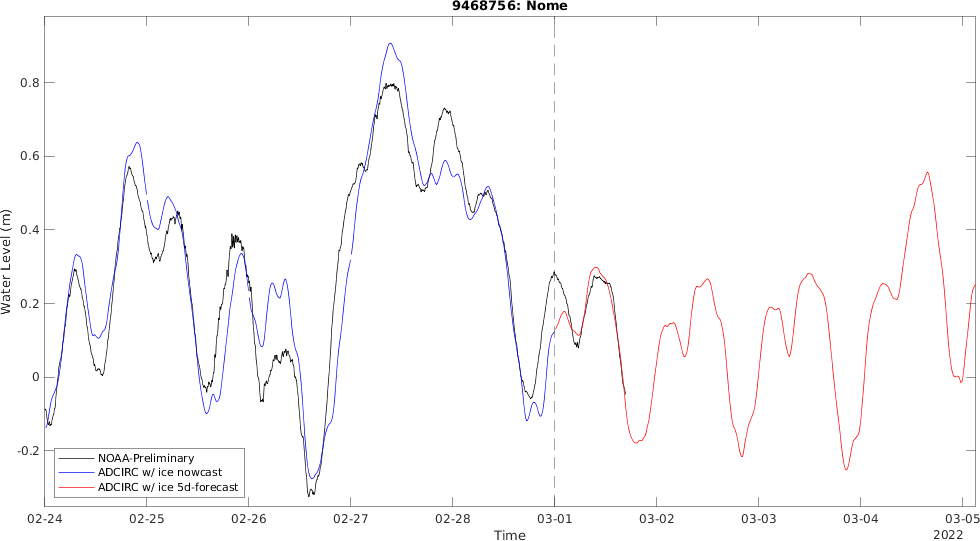 9468756: Nome
Water Level (m)
0.8
0.6
0.4
0.2
0
-0.2
NOAA-Preliminary
ADCIRC w/ ice nowcast
ADCIRC w/ ice 5d-forecast
02-24 02-25 02-26 02-27 02-28 03-01 03-02 03-03 03-04 03-05
Time 2022